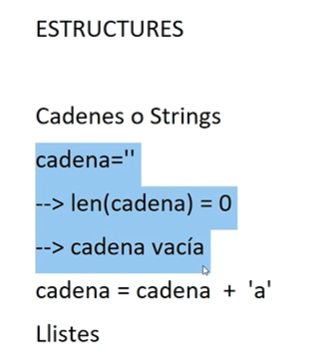 ESTRUCTURES
Cadenes o Strings
cadena=''
--> len(cadena) = 0
--> cadena vacía
cadena = cadena + 'a'
Llistes